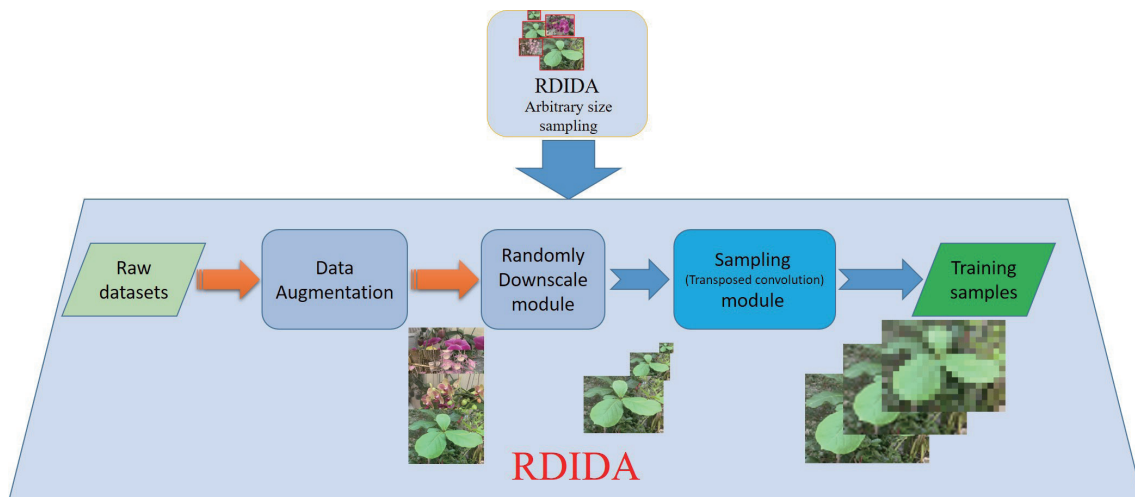 RDIDA
Arbitrary size
sampling
Raw
datasets
Data
Augmentation
Randomly
Downscale
module
Sampling
(Transposed convolution)
module
Training
samples
RDIDA